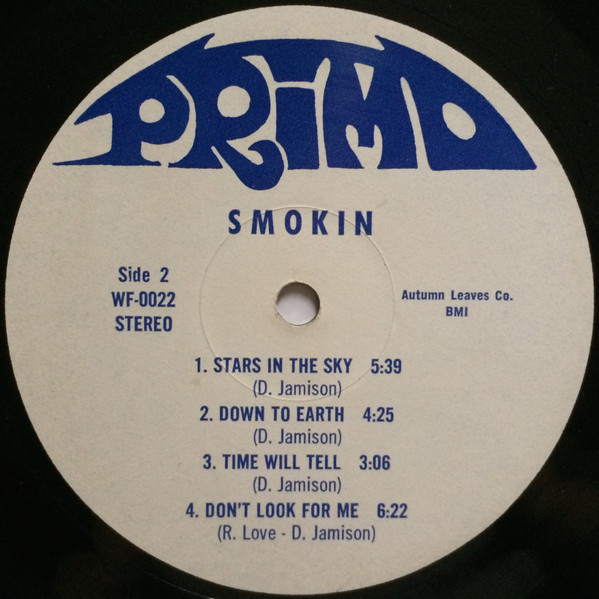 PRiMO
SMOKIN
Side 2
WF-0022
STEREO
Autumn Leaves Co.
BMI
1. STARS IN THE SKY 5:39
(D. Jamison)
2. DOWN TO EARTH 4:25
(D. Jamison)
3. TIME WILL TELL 3:06
(D. Jamison)
4. DON'T LOOK FOR ME 6:22
(R. Love - D. Jamison)